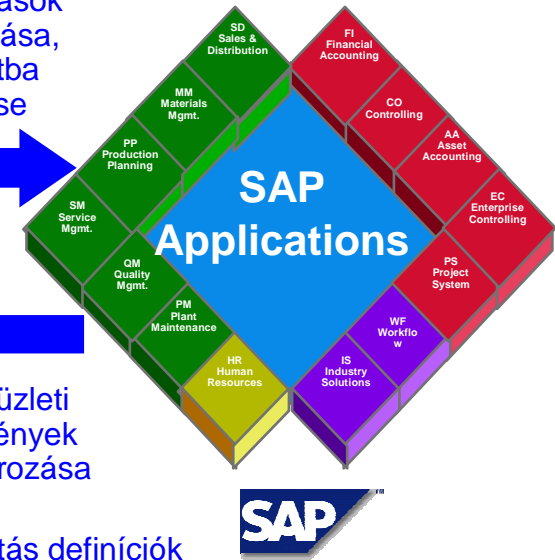 ások
ása,
tba
se
SD
Sales &
Distribution
MM
Materials
Mgmt.
PP
Production
Planning
SM
Service
Mgmt.
QM
Quality
Mgmt.
PM
Plant
Maintenance
HR
Human
Resources
FI
Financial
Accounting
CO
Controlling
AA
Asset
Accounting
EC
Enterprise
Controlling
PS
Project
System
WF
Workflo
w
IS
Industry
Solutions
SAP
Applications
üzleti
ények
rozása
tás definíciók
SAP